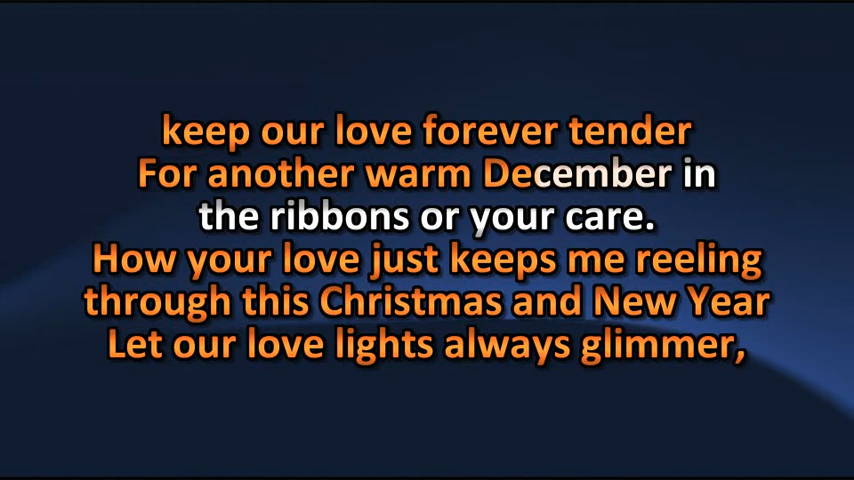 keep our love forever tender
For another warm December in
the ribbons or your care.
How your love just keeps me reeling
through this Christmas and New Year
Let our love lights always glimmer,